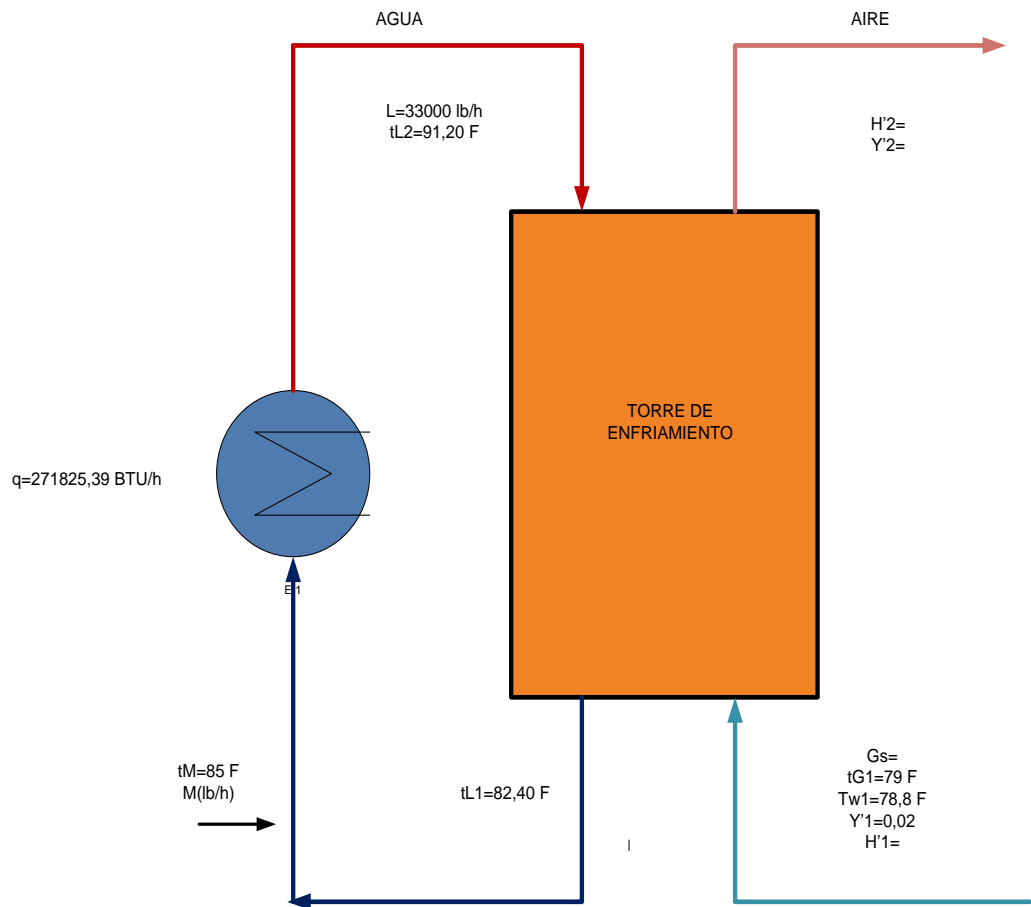 AGUA
AIRE
L=33000 lb/h
tL2=91,20 F
H'2=
Y'2=
TORRE DE
ENFRIAMIENTO
q=271825,39 BTU/h
tM=85 F
M(lb/h)
tL1=82,40 F
Gs=
tG1=79 F
Tw1=78,8 F
Y'1=0,02
H'1=